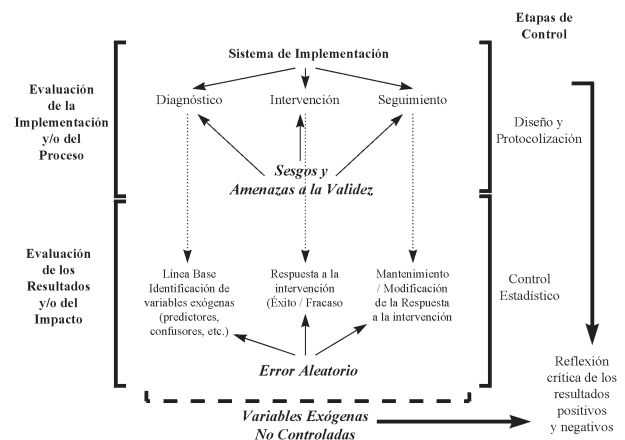 Etapas de
Control
Sistema de Implementación
Evaluación
de la
Implementación
y/o del
Proceso
Diagnóstico
Intervención
Seguimiento
Diseño y
Protocolización
Sesgos y
Amenazas a la Validez
Evaluación
de los
Resultados
y/o del
Impacto
Línea Base
Identificación de
variables exógenas
(predictores,
confusores, etc.)
Respuesta a la
intervención
(Éxito / Fracaso
Mantenimiento
/ Modificación
de la Respuesta
a la intervención)
Control
Estadístico
Error Aleatorio
Reflexión
crítica de los
resultados
positivos
y negativos
Variables Exógenas
No Controladas